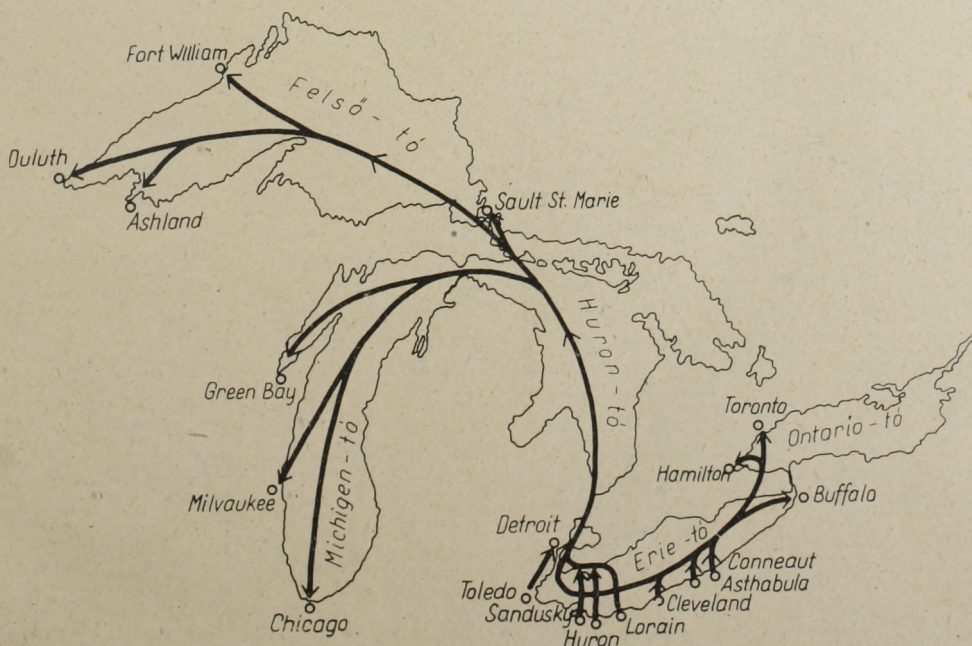 Fort William
Felső-tó
Duluth
Ashland
Sault St. Marie
Huron-tó
Green Bay
Toronto
Ontario-tó
Hamilton
Milvaukee
Michigen-tó
Buffalo
Detroit
Erie-tó
Conneaut
Asthabula
Toledo
Sandusky
Cleveland
Chicago
Huron
Lorain